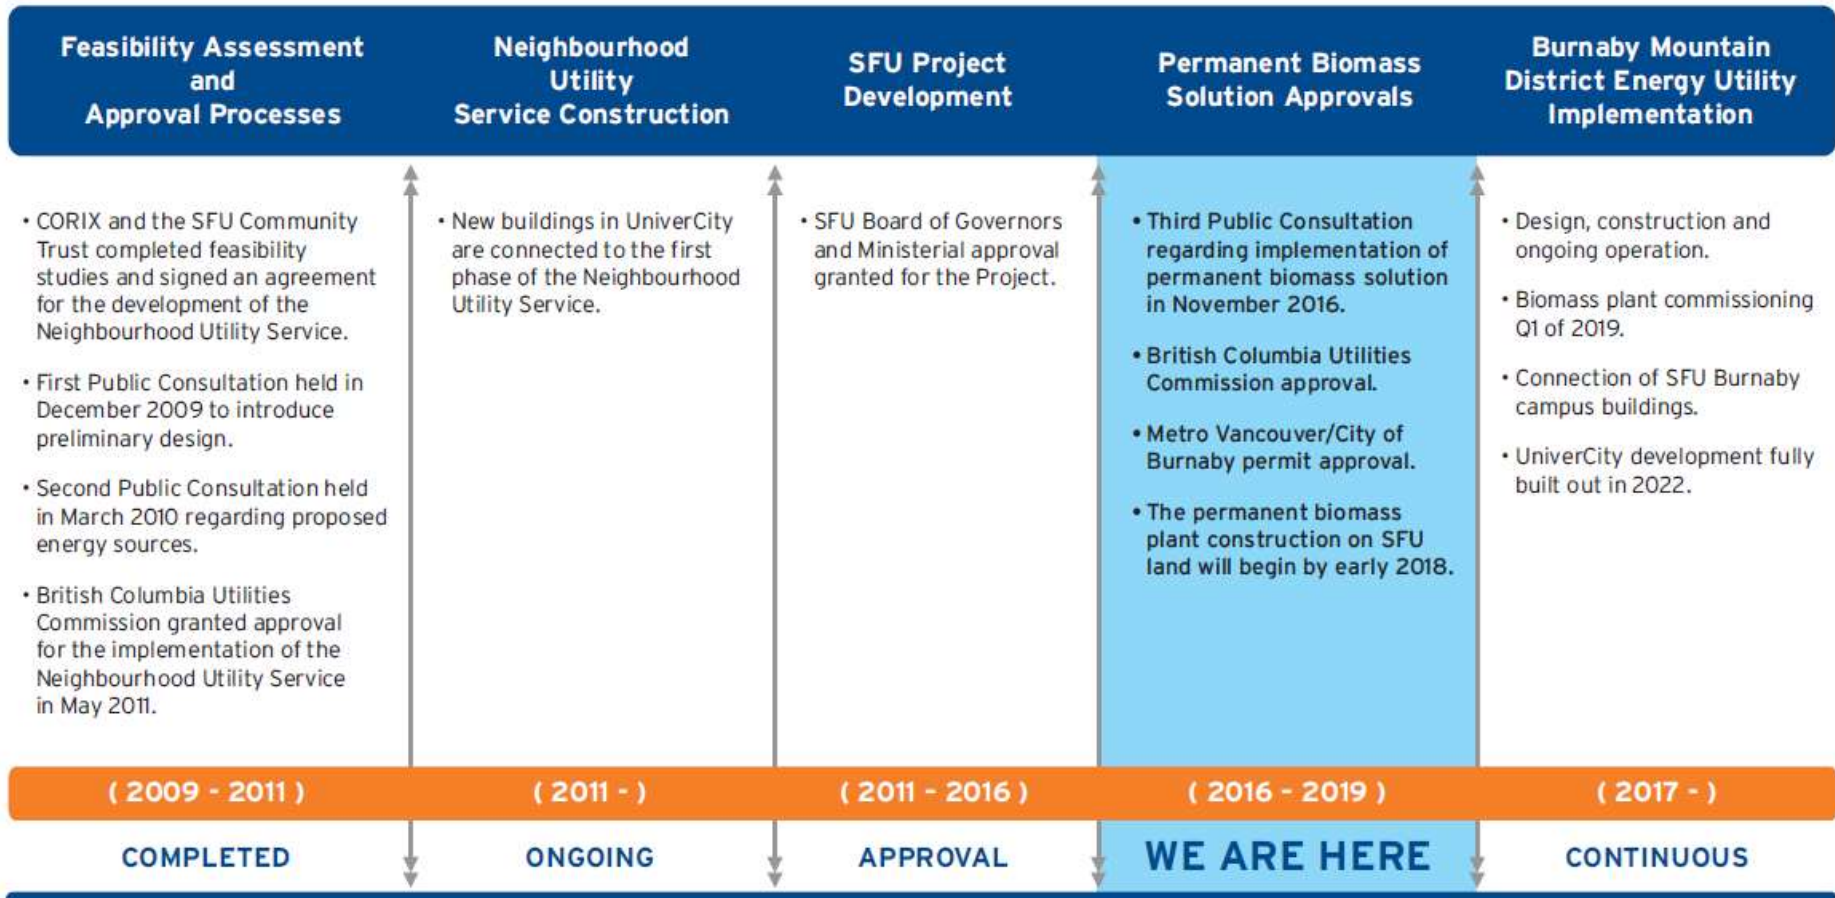 Feasibility Assessment
and
Approval Processes
Neighbourhood
Utility
Service Construction
SFU Project
Development
Permanent Biomass
Solution Approvals
Burnaby Mountain
District Energy Utility
Implementation
• CORIX and the SFU Community
Trust completed feasibility
studies and signed an agreement
for the development of the
Neighbourhood Utility Service.
• First Public Consultation held in
December 2009 to introduce
preliminary design.
• Second Public Consultation held
in March 2010 regarding proposed
energy sources.
• British Columbia Utilities
Commission granted approval
for the implementation of the
Neighbourhood Utility Service
in May 2011.
• New buildings in UniverCity
are connected to the first
phase of the Neighbourhood
Utility Service.
• SFU Board of Governors
and Ministerial approval
granted for the Project.
• Third Public Consultation
regarding implementation of
permanent biomass solution
in November 2016.
• British Columbia Utilities
Commission approval.
• Metro Vancouver/City of
Burnaby permit approval.
• The permanent biomass
plant construction on SFU
land will begin by early 2018.
• Design, construction and
ongoing operation.
• Biomass plant commissioning
Q1 of 2019.
• Connection of SFU Burnaby
campus buildings.
• UniverCity development fully
built out in 2022.
( 2009 - 2011 )
( 2011 - )
( 2011 - 2016 )
( 2016 - 2019 )
( 2017 - )
COMPLETED
ONGOING
APPROVAL
WE ARE HERE
CONTINUOUS